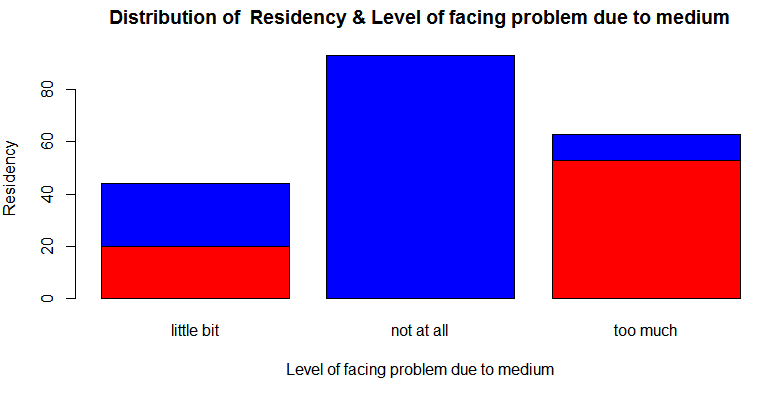 Distribution of  Residency & Level of facing problem due to medium
Residency
80
60
40
20
0
little bit
not at all
too much
Level of facing problem due to medium